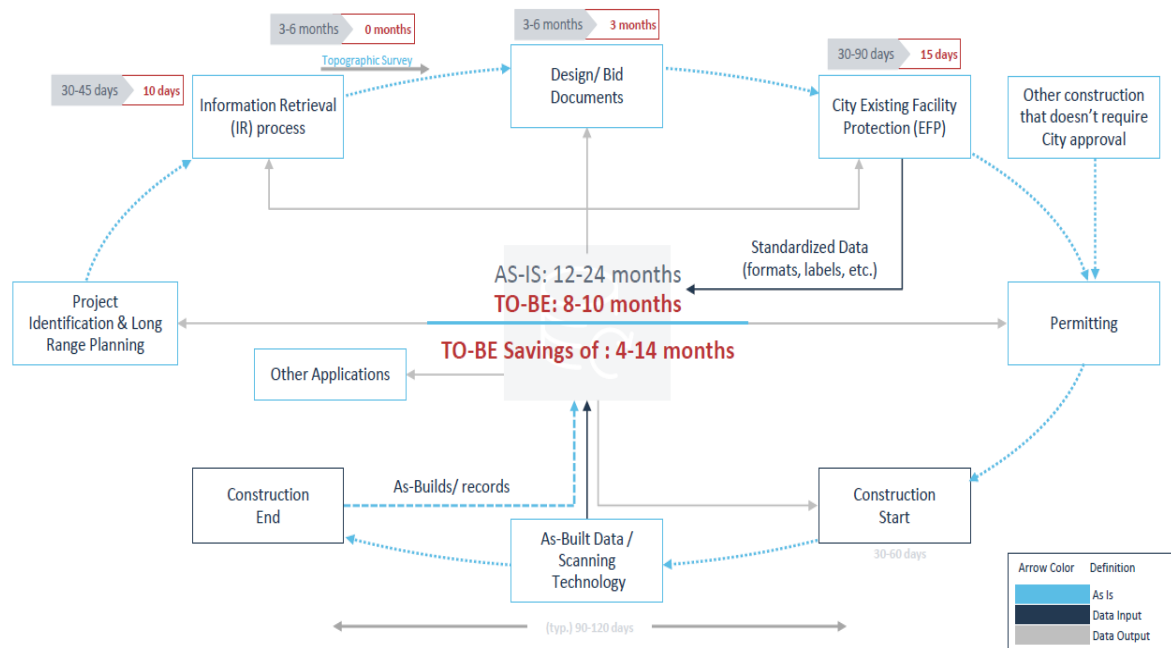 3-6 months
0 months
3-6 months
3 months
30-90 days
15 days
Topographic Survey
30-45 days
10 days
Information Retrieval
(IR) process
Design/ Bid
Documents
City Existing Facility
Protection (EFP)
Other construction
that doesn't require
City approval
Standardized Data
(formats, labels, etc.)
AS-IS: 12-24 months
TO-BE: 8-10 months
TO-BE Savings of : 4-14 months
Project
Identification & Long
Range Planning
Permitting
Other Applications
Construction
End
As-Builds/ records
As-Built Data /
Scanning
Technology
Construction
Start
30-60 days
(typ.) 90-120 days
Arrow Color Definition
As Is
Data Input
Data Output